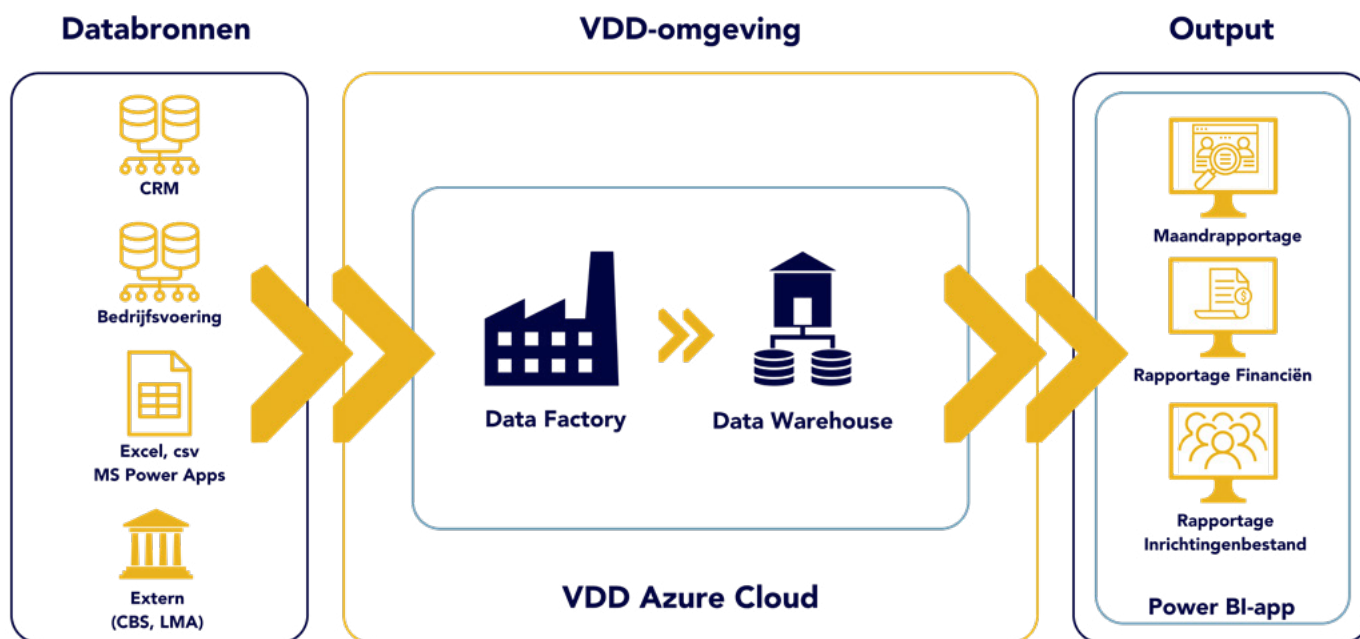 Databronnen
CRM
Bedrijfsvoering
Excel, csv
MS Power Apps
Extern
(CBS, LMA)
VDD-omgeving
Data Factory
Data Warehouse
VDD Azure Cloud
Output
Maandrapportage
Rapportage Financiën
Rapportage
Inrichtingenbestand
Power BI-app